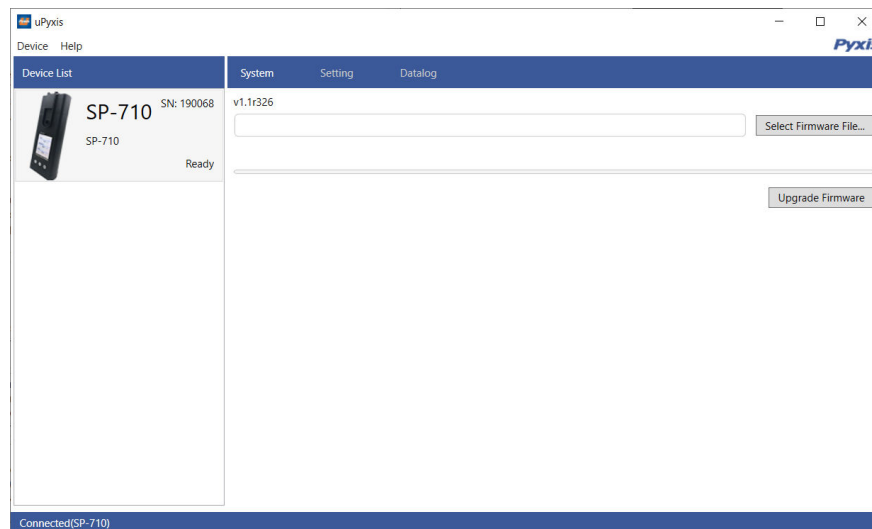 uPyxis
Device Help
Device List
System Setting Datalog
SP-710 SN: 190068
SP-710
Ready
v1.1r326
Select Firmware File...
Upgrade Firmware
Connected(SP-710)